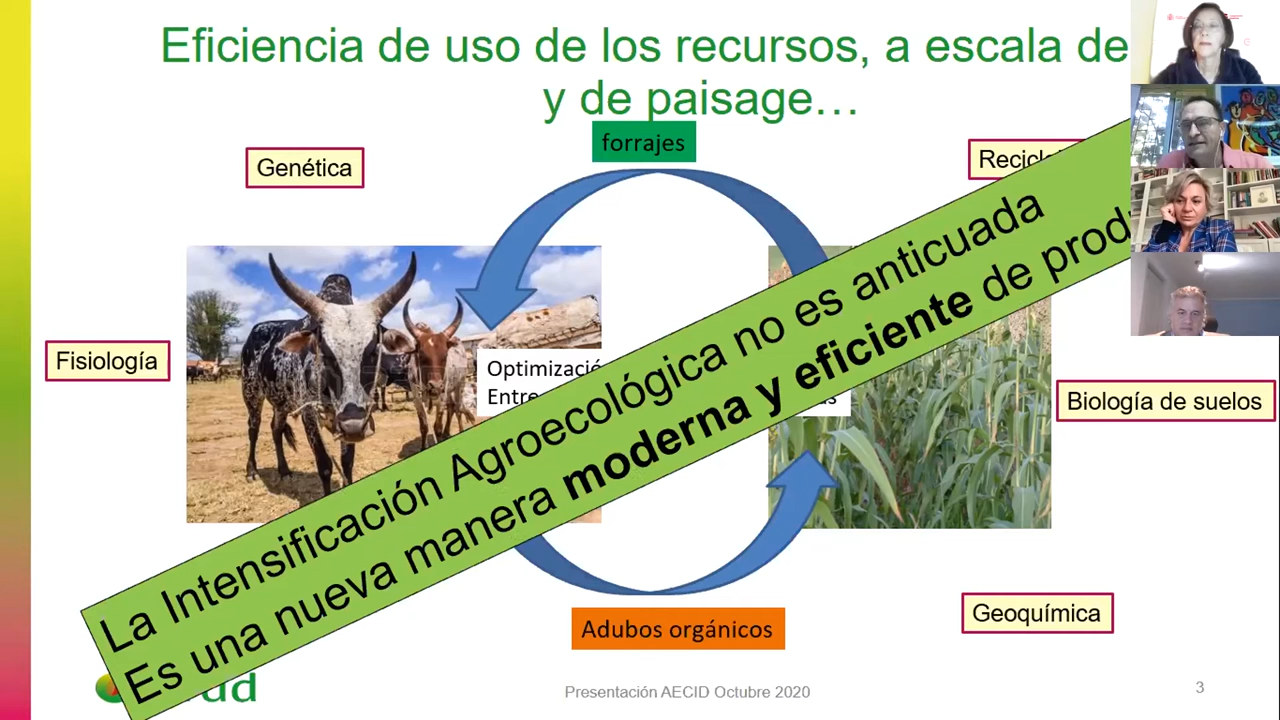 Eficiencia de uso de los recursos, a escala de
y de paisage…
forrajes
Genética
Fisiología
Entre
La Intensificación Agroecológica no es anticuada
Es una nueva manera moderna y eficiente de
Biología de suelos
Geoquímica
Adubos orgánicos
Presentación AECID Octubre 2020
3